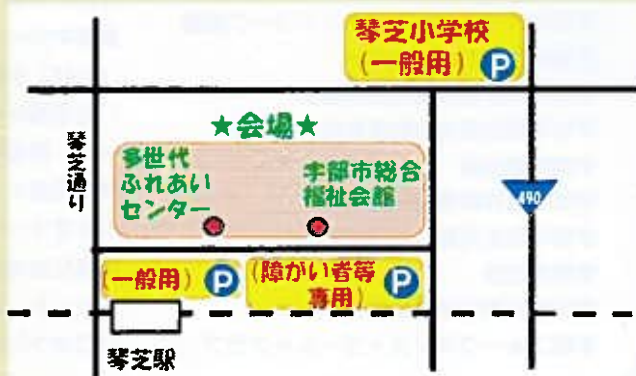 琴芝小学校
(一般用) P
★会場★
琴芝通り
多世代
ふれあい
センター
宇部市総合
福祉会館
490
(一般用) P
(障がい者等
専用) P
琴芝駅